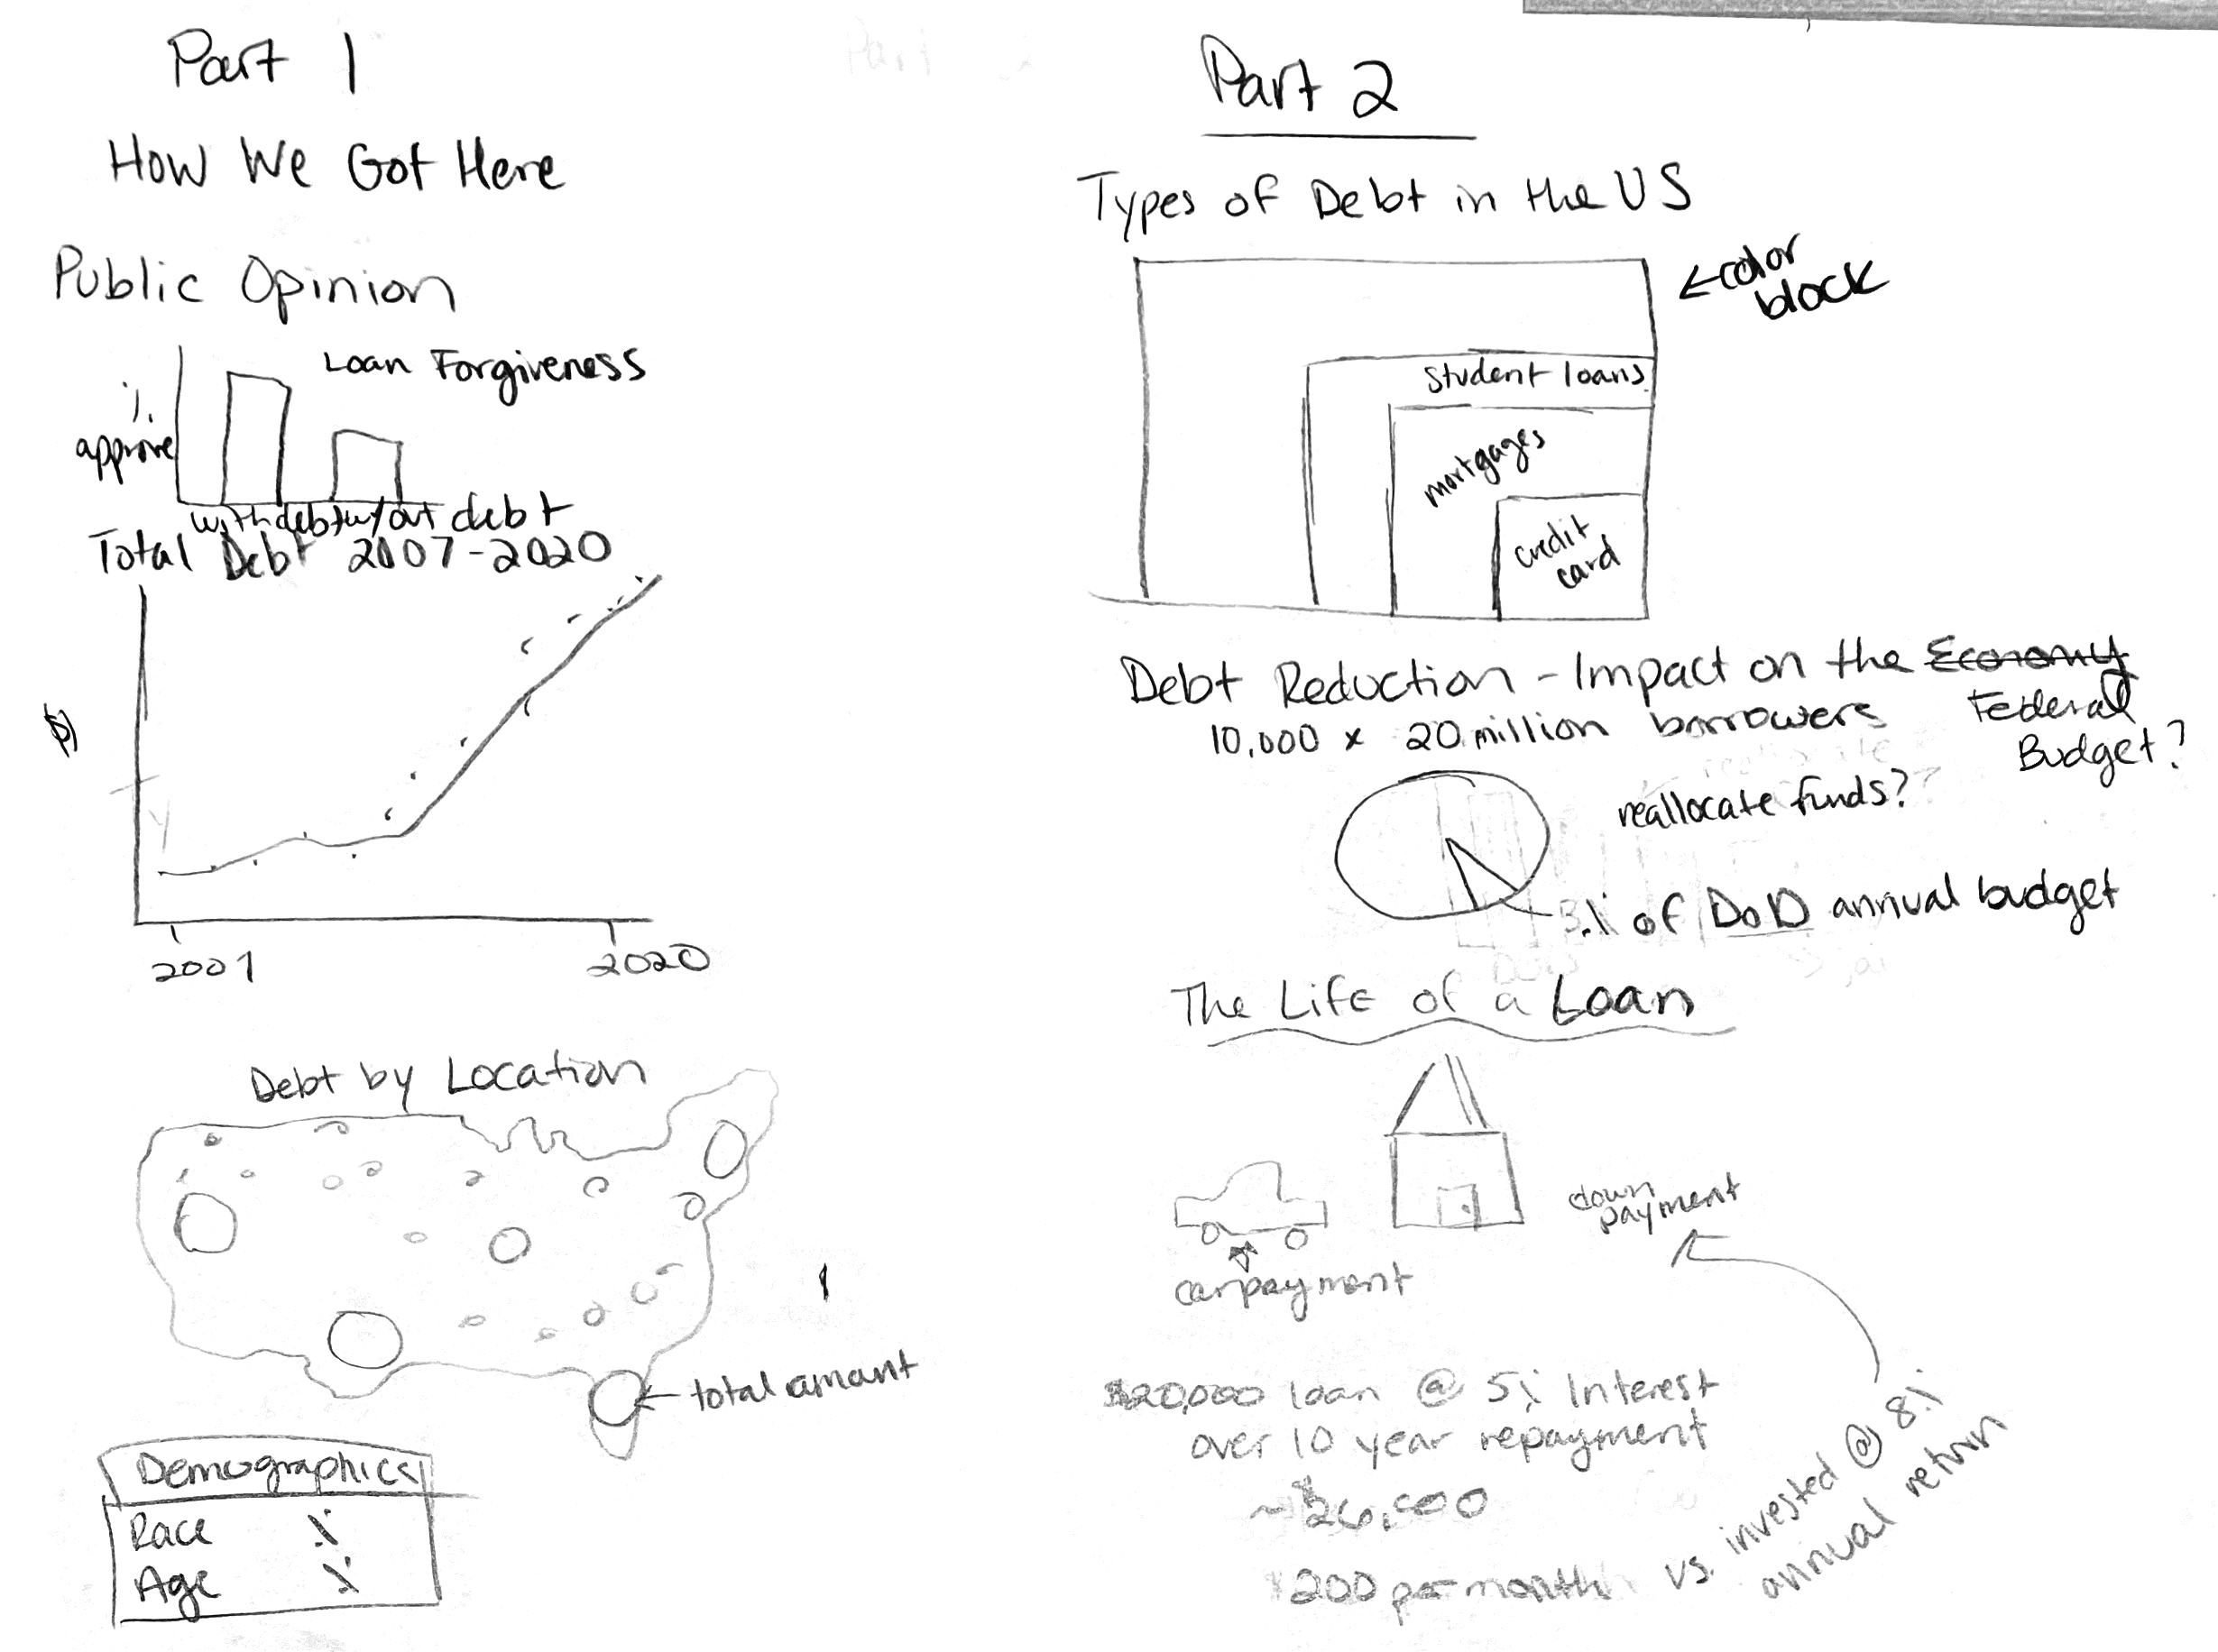 Part 1
How We Got Here
Public Opinion
Loan Forgiveness
%
approve
with debt w/out debt
Total Debt 2007-2020
$
2007
2020
Debt by Location
total amount
Demographics
Race %
Age %
Part 2
Types of Debt in the US
color
block
student loans
mortgages
credit
card
Debt Reduction - Impact on the Economy
Federal
Budget?
10,000 x 20 million borrowers
reallocate funds?
% of DoD annual budget
The Life of a Loan
down
payment
car payment
$20,000 loan @ 5% Interest
over 10 year repayment
~$26,000
200 per month
vs. invested @ 8%
annual return